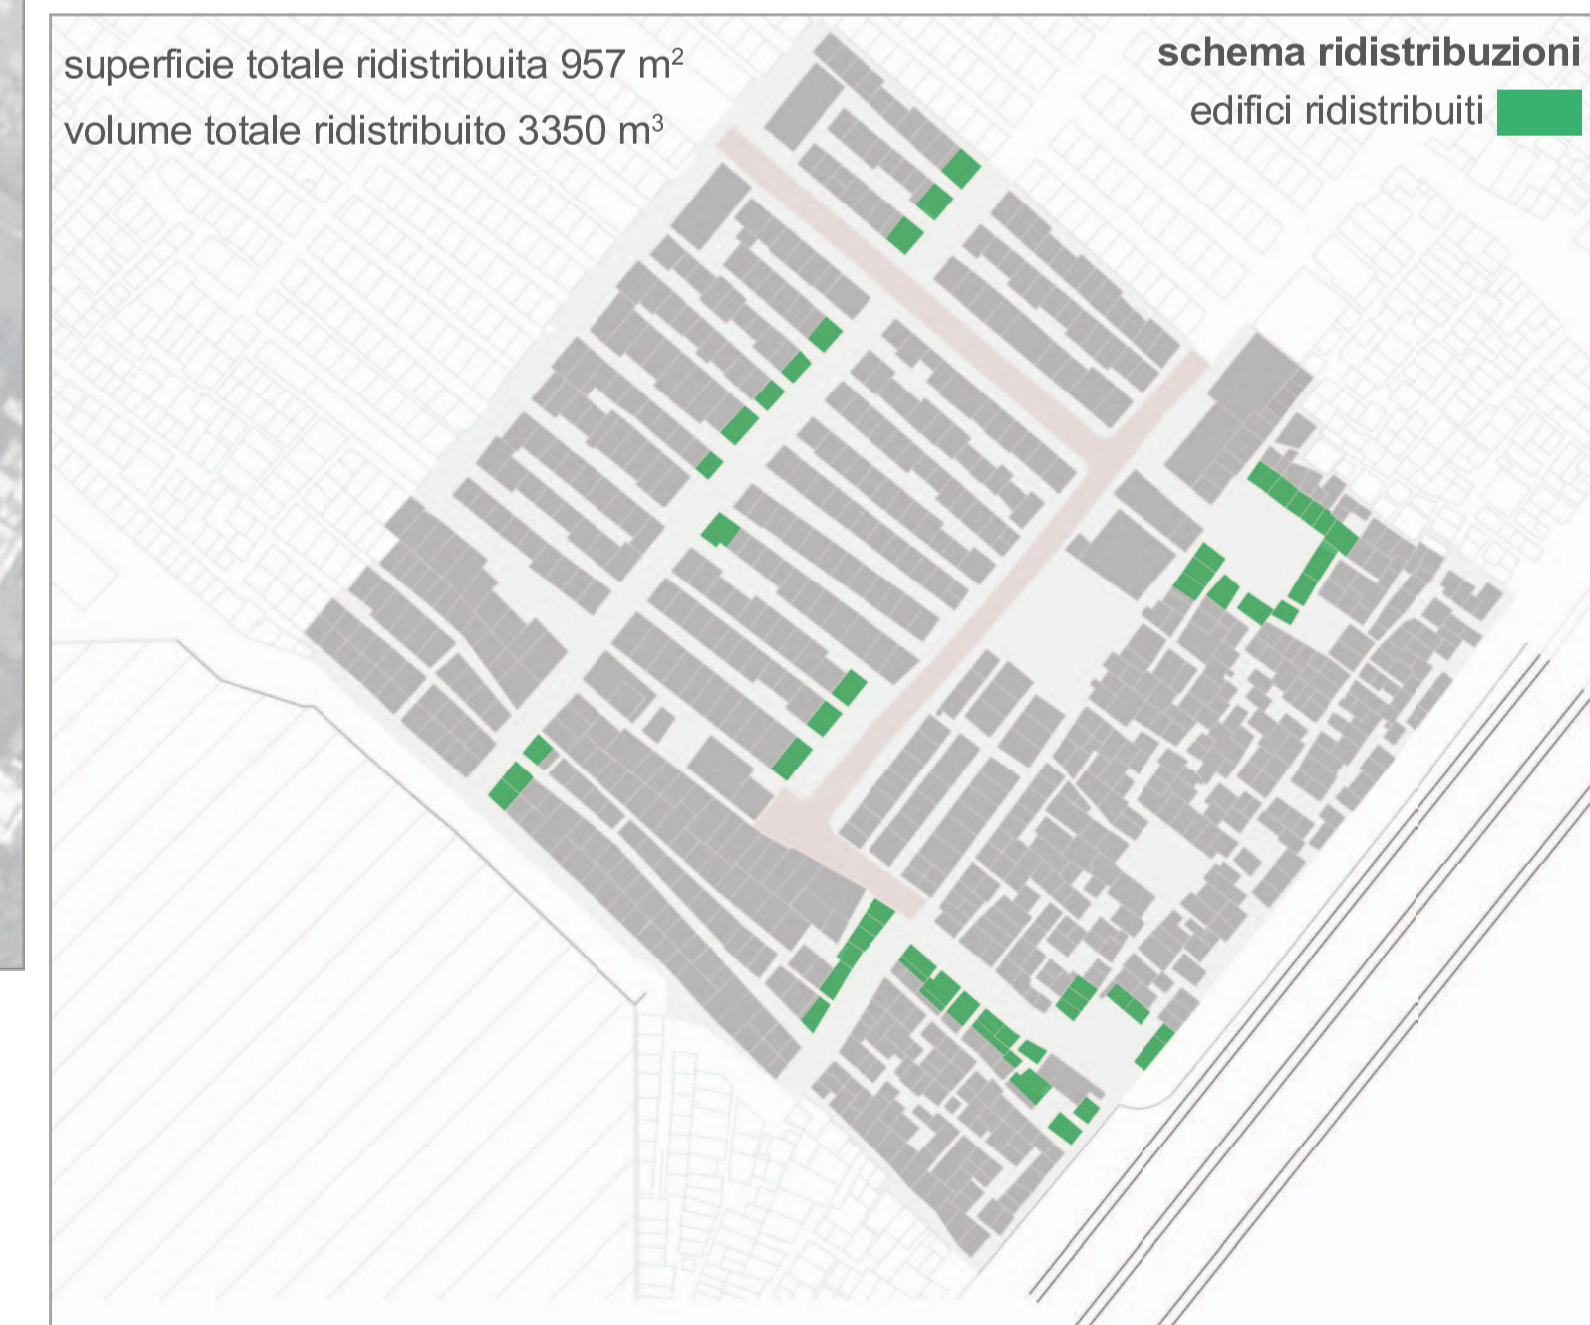 superficie totale ridistribuita 957 m²
volume totale ridistribuito 3350 m³
schema ridistribuzioni
edifici ridistribuiti